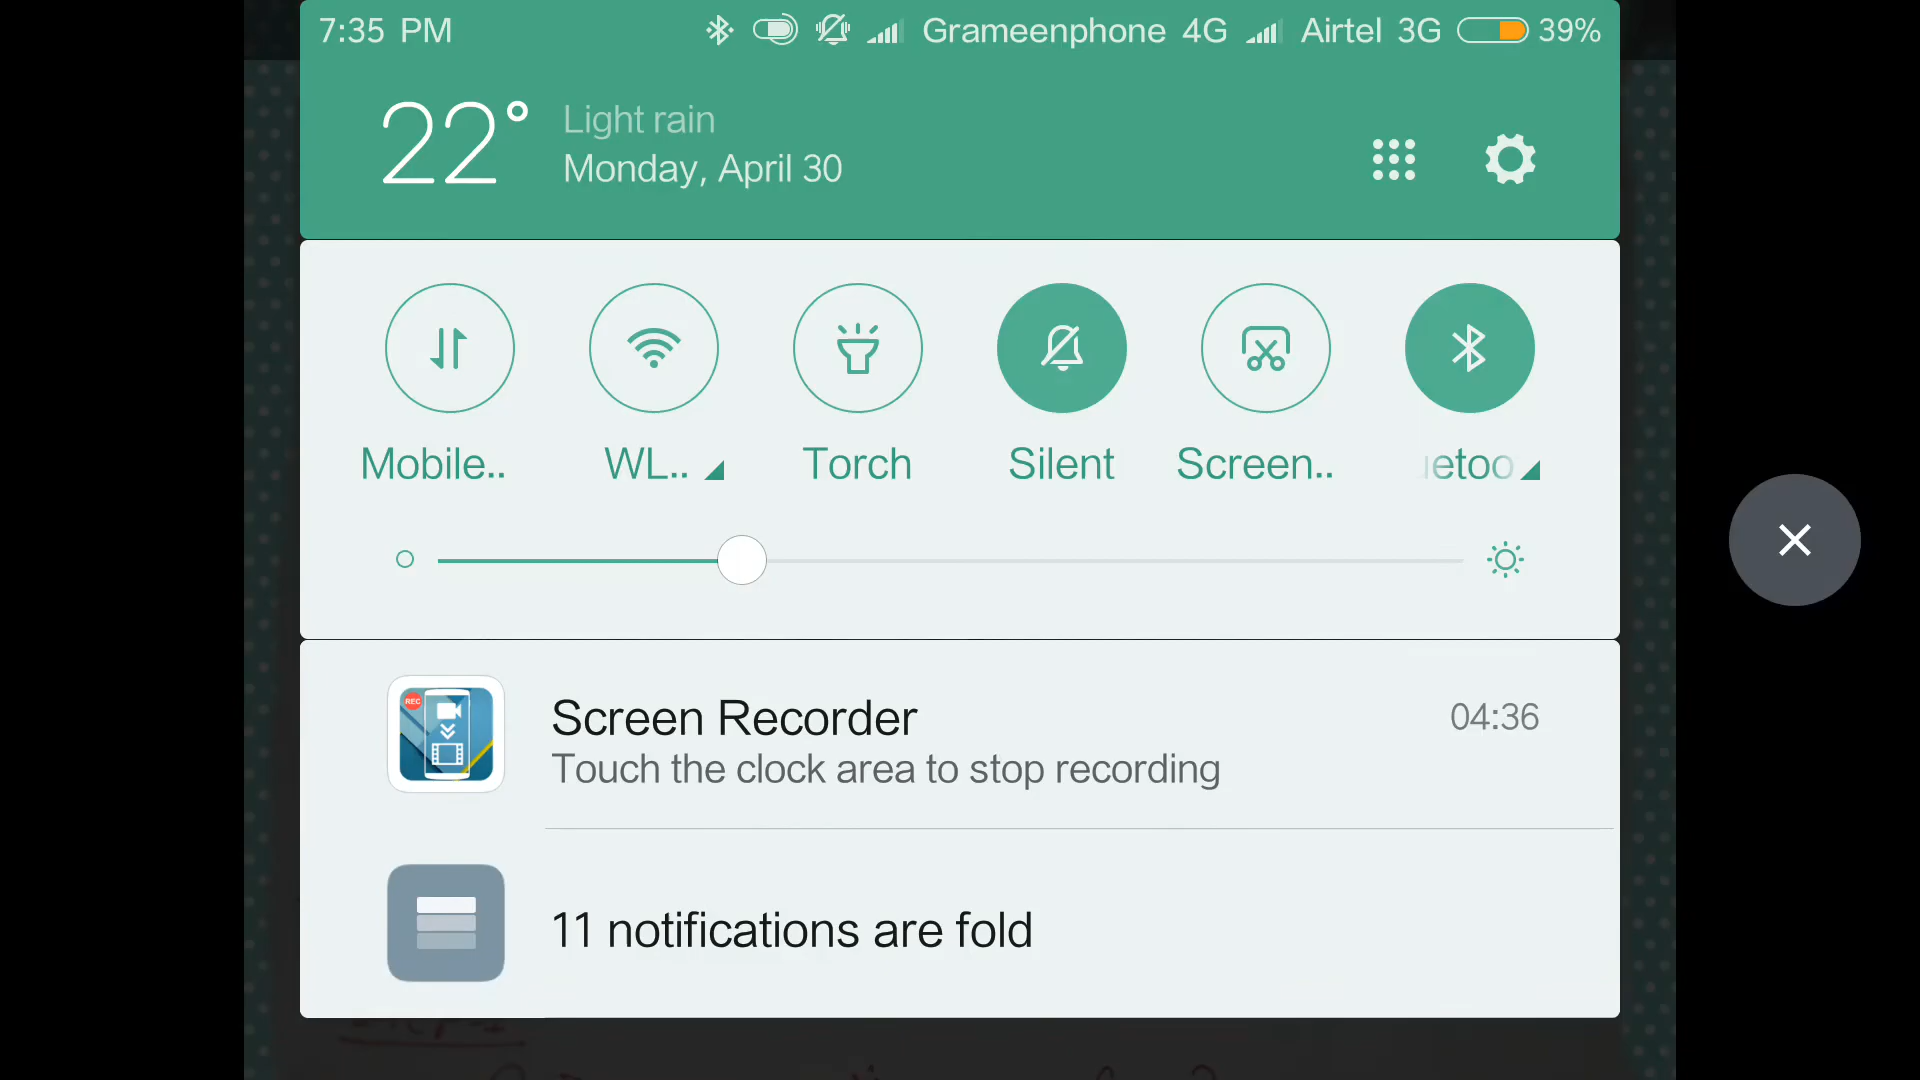 7:35 PM Grameenphone 4G Airtel 3G 39%
22° Light rain
Monday, April 30
Mobile.. WL.. Torch Silent Screen.. etoo
REC
Screen Recorder 04:36
Touch the clock area to stop recording
11 notifications are fold